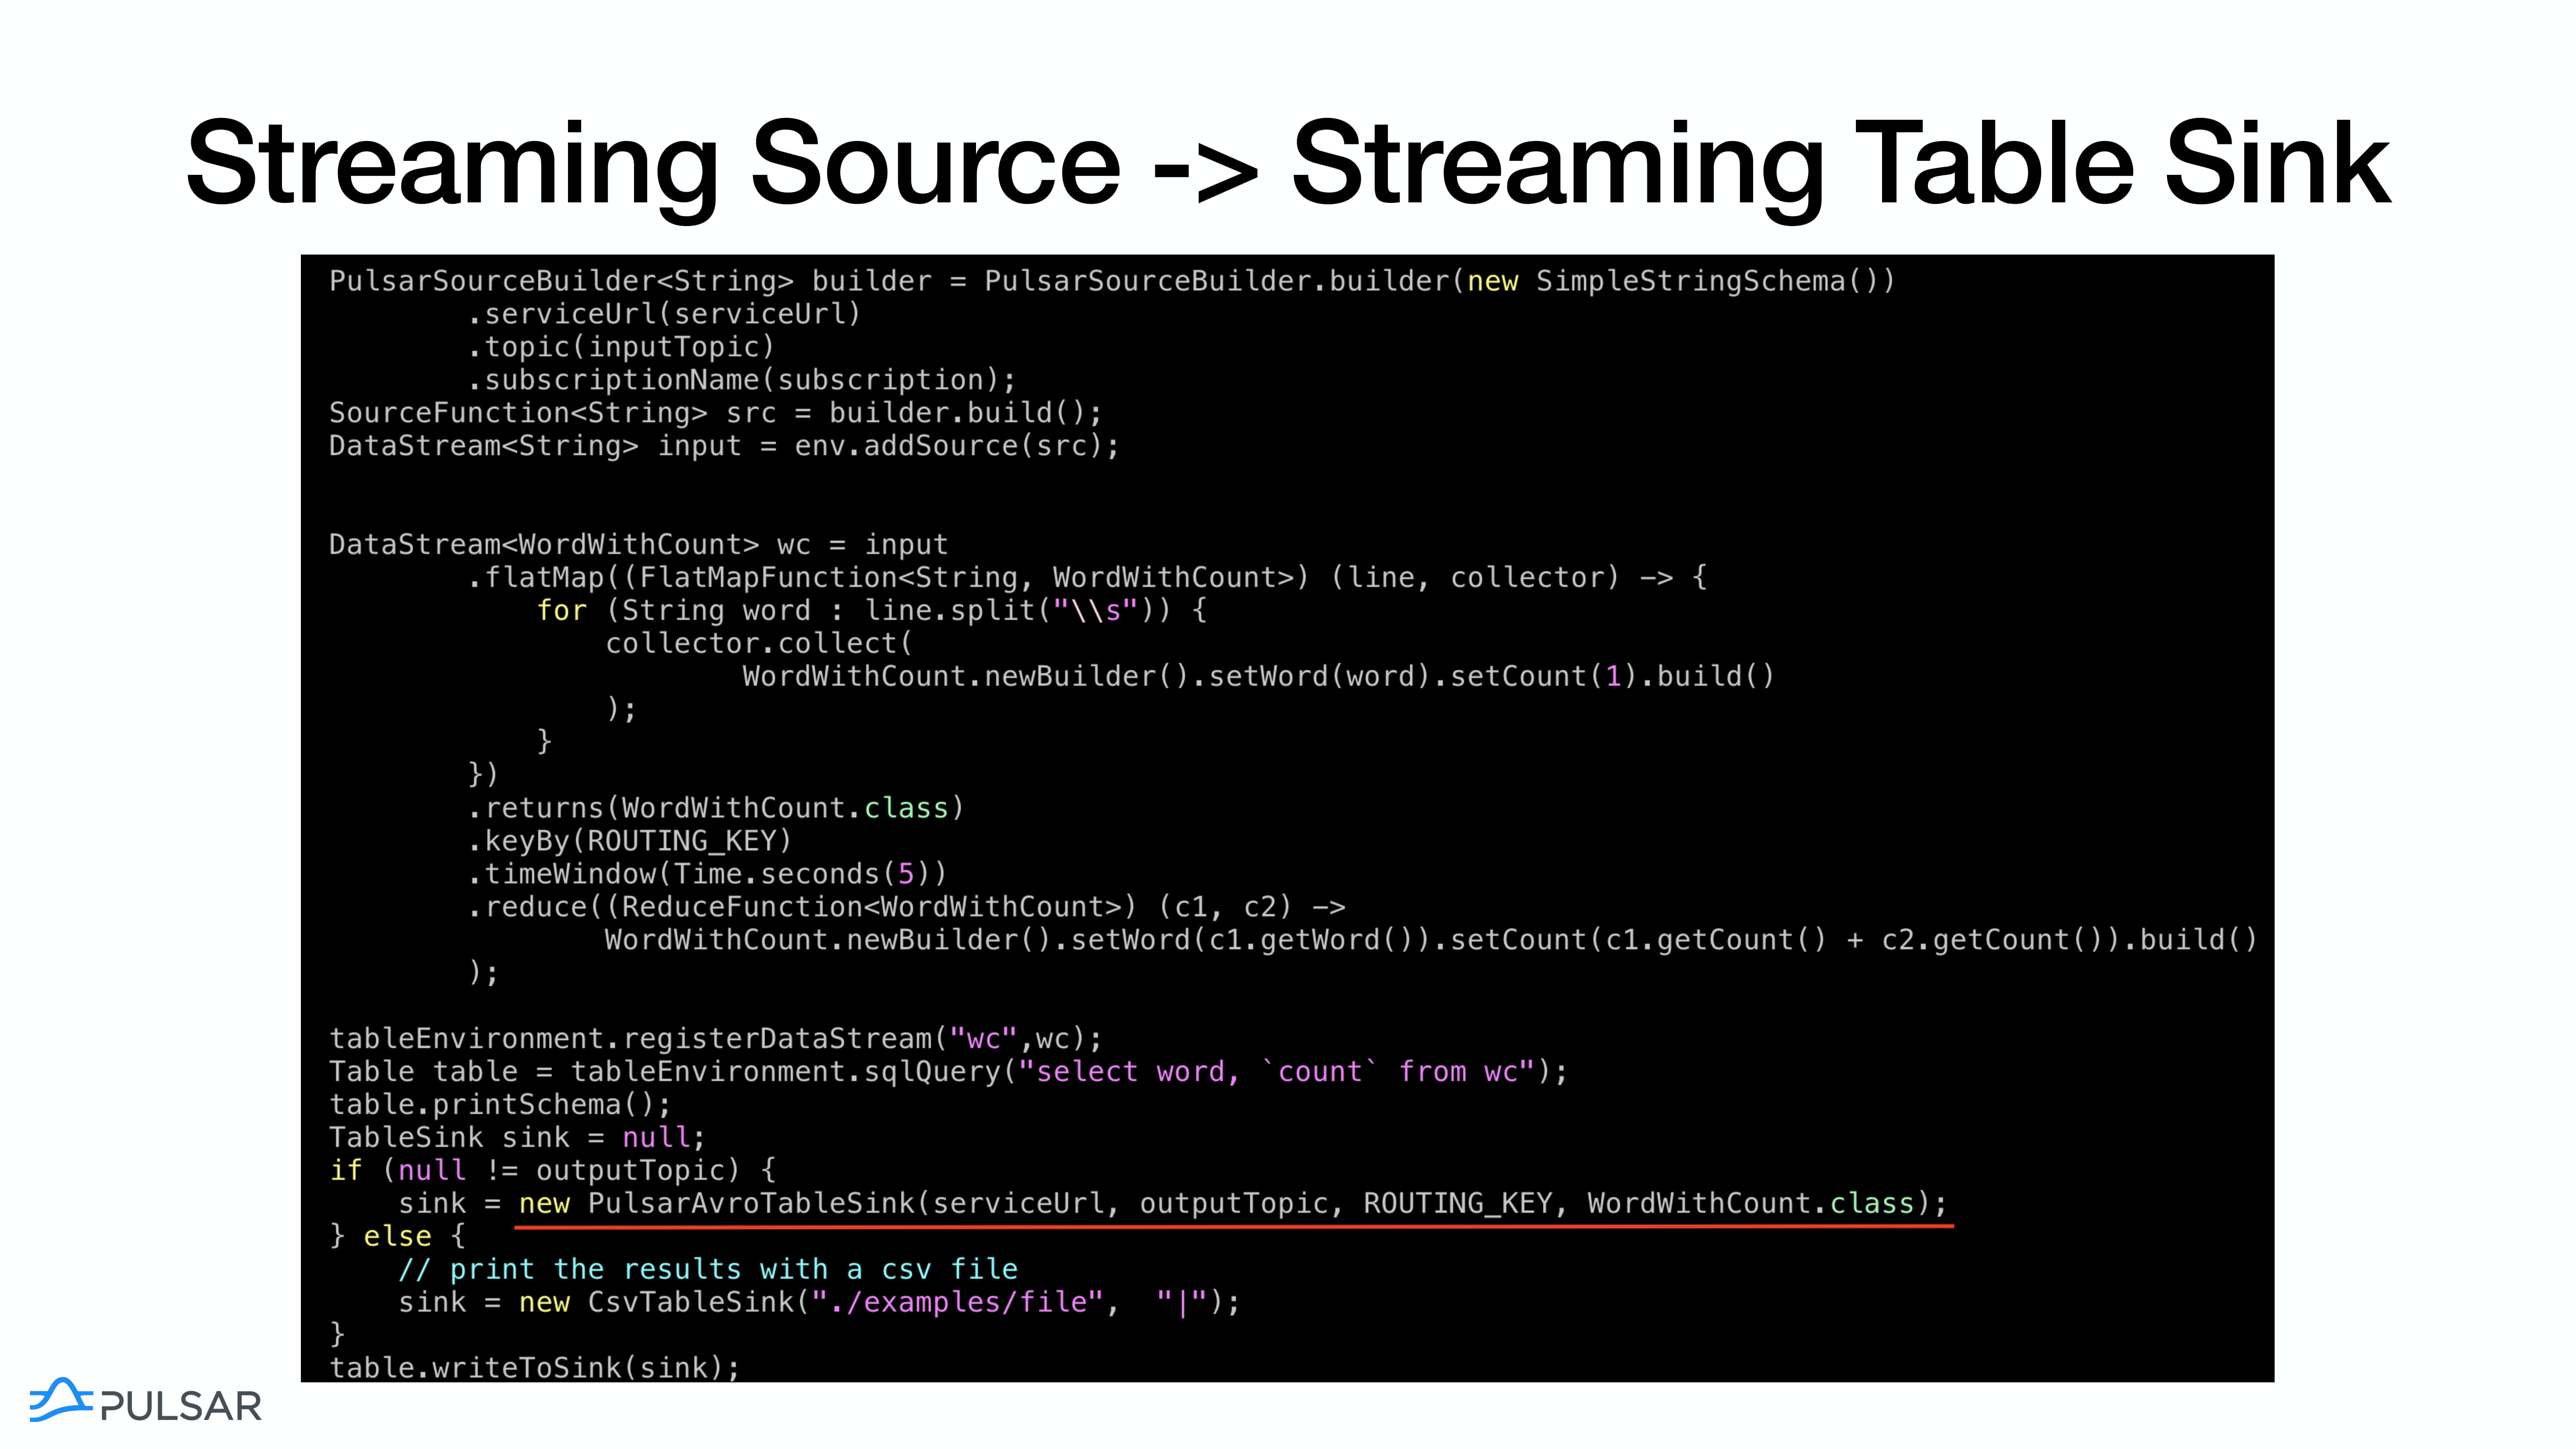 Streaming Source -> Streaming Table Sink
PulsarSourceBuilder<String> builder = PulsarSourceBuilder.builder(new SimpleStringSchema())
        .serviceUrl(serviceUrl)
        .topic(inputTopic)
        .subscriptionName(subscription);
SourceFunction<String> src = builder.build();
DataStream<String> input = env.addSource(src);
DataStream<WordWithCount> wc = input
        .flatMap((FlatMapFunction<String, WordWithCount>) (line, collector) -> {
            for (String word : line.split("\\s")) {
                collector.collect(
                        WordWithCount.newBuilder().setWord(word).setCount(1).build()
                );
            }
        })
        .returns(WordWithCount.class)
        .keyBy(ROUTING_KEY)
        .timeWindow(Time.seconds(5))
        .reduce((ReduceFunction<WordWithCount>) (c1, c2) ->
                WordWithCount.newBuilder().setWord(c1.getWord()).setCount(c1.getCount() + c2.getCount()).build()
        );
tableEnvironment.registerDataStream("wc",wc);
Table table = tableEnvironment.sqlQuery("select word, `count` from wc");
table.printSchema();
TableSink sink = null;
if (null != outputTopic) {
    sink = new PulsarAvroTableSink(serviceUrl, outputTopic, ROUTING_KEY, WordWithCount.class);
} else {
    // print the results with a csv file
    sink = new CsvTableSink("./examples/file",  "|");
}
table.writeToSink(sink);
PULSAR